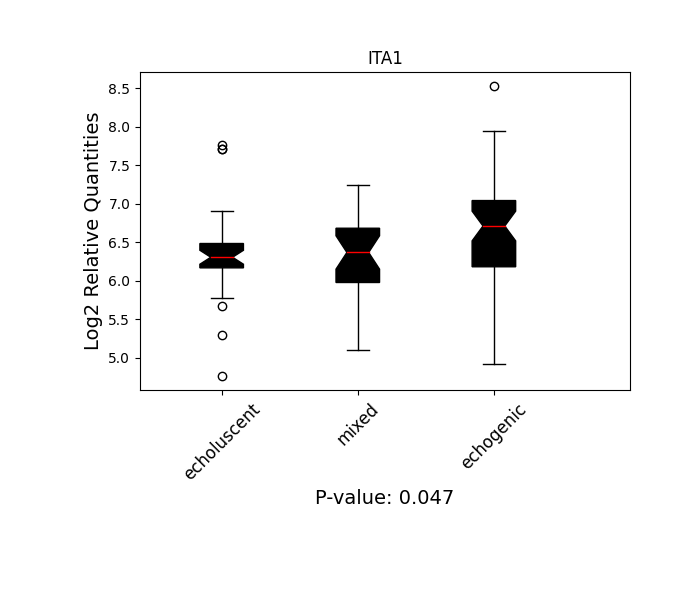 ITA1
Log2 Relative Quantities
8.5
8.0
7.5
7.0
6.5
6.0
5.5
5.0
echoluscent
mixed
echogenic
P-value: 0.047